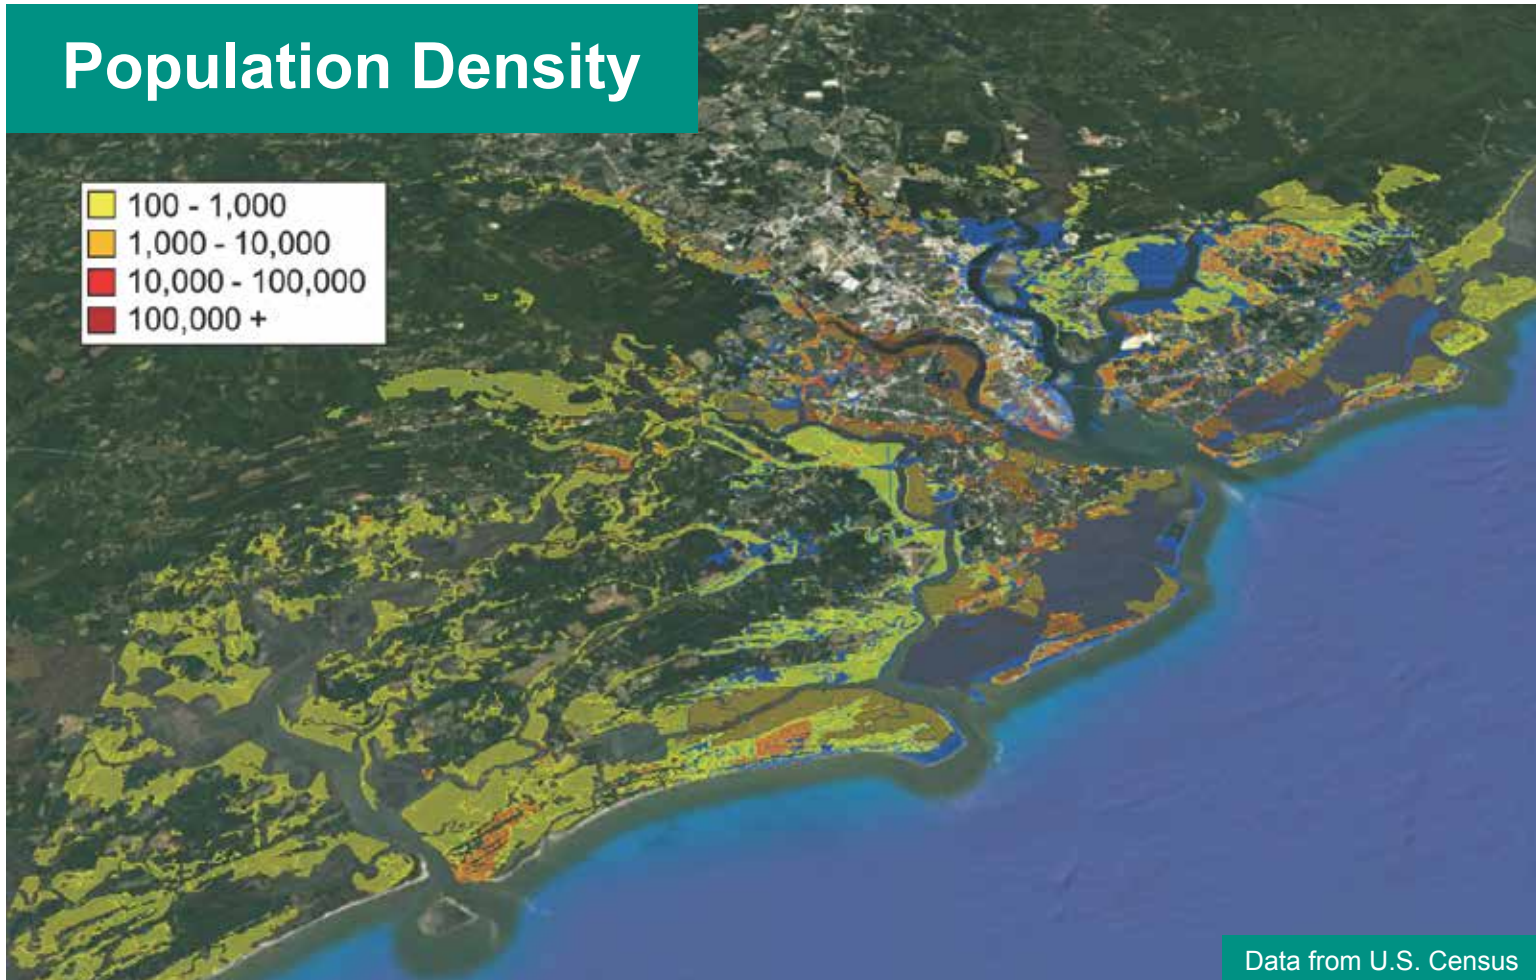 Population Density
100 - 1,000
1,000 - 10,000
10,000 - 100,000
100,000 +
Data from U.S. Census